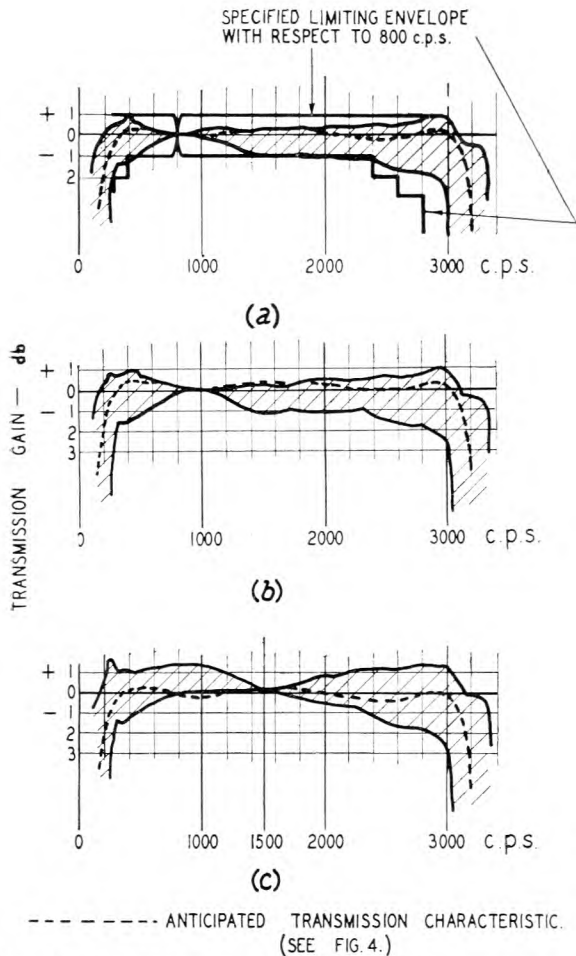 SPECIFIED LIMITING ENVELOPE
WITH RESPECT TO 800 c.p.s.
+ 1
0
— 1
2
0 1000 2000 3000 c.p.s.
(a)
TRANSMISSION GAIN — db
+ 1
0
— 1
2
3
0 1000 2000 3000 c.p.s.
(b)
+ 1
0
— 1
2
3
0 1000 1500 2000 3000 c.p.s.
(c)
ANTICIPATED TRANSMISSION CHARACTERISTIC.
(SEE FIG. 4.)